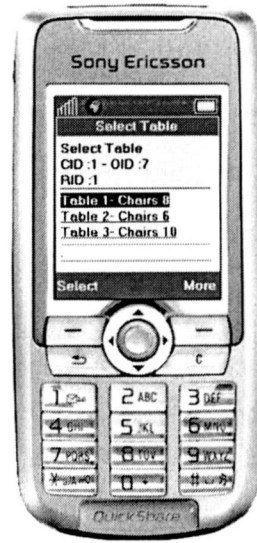 Sony Ericsson
Select Table
Select Table
CID :1 - OID :7
RID :1
Table 1- Chairs 8
Table 2- Chairs 6
Table 3- Chairs 10
Select More
C
1 2 ABC 3 DEF
4 GHI 5 JKL 6 MNO
7 PQRS 8 TUV 9 WXYZ
* 0 + #
QuickShare